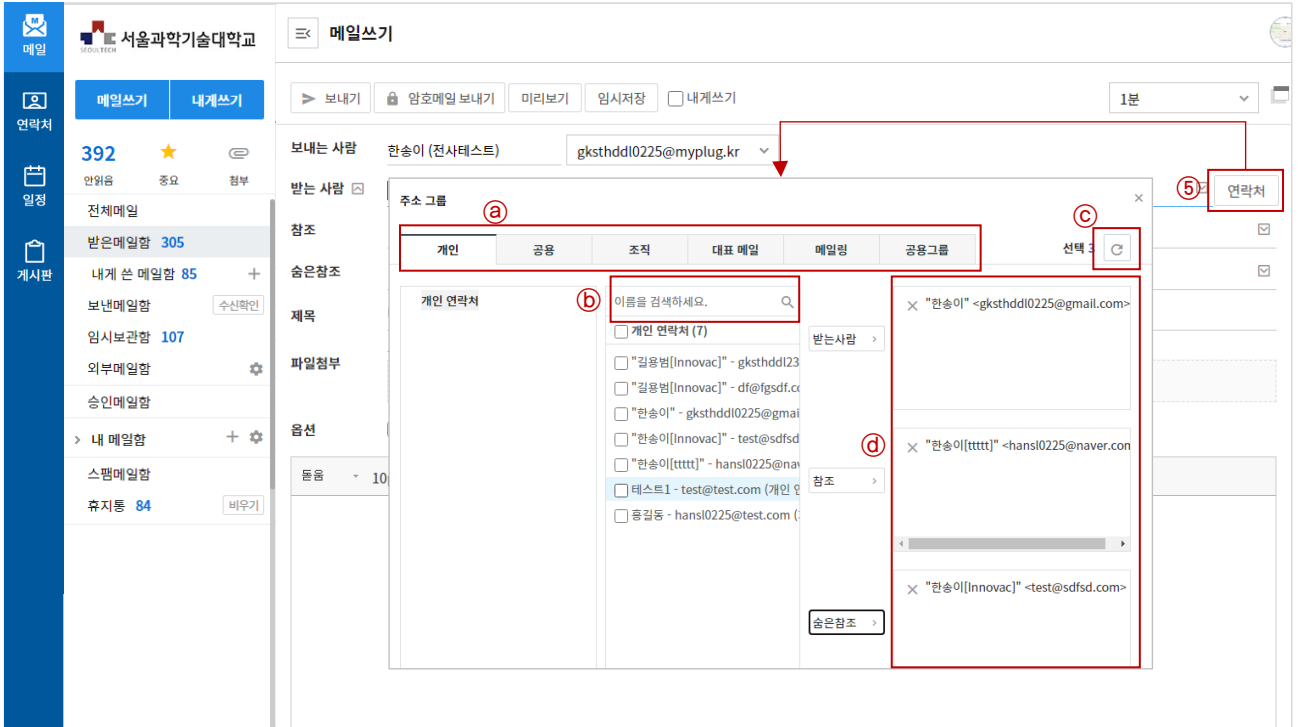 메일
연락처
일정
게시판
SEOULTECH 서울과학기술대학교
메일쓰기 내게쓰기
392
안읽음 중요 첨부
전체메일
받은메일함 305
내게 쓴 메일함 85
보낸메일함 수신확인
임시보관함 107
외부메일함
승인메일함
내 메일함
스팸메일함
휴지통 84 비우기
메일쓰기
보내기 암호메일 보내기 미리보기 임시저장 내게쓰기 1분
보내는 사람 한송이 (전사테스트) gksthddl0225@myplug.kr
받는 사람 ⑤ 연락처
참조
숨은참조
제목
파일첨부
옵션
돋움 10
주소 그룹
ⓐ ⓒ
개인 공용 조직 대표 메일 메일링 공용그룹 선택 3
개인 연락처
ⓑ 이름을 검색하세요.
개인 연락처 (7)
"길용범[Innovac]" - gksthddl23
"길용범[Innovac]" - df@fgsdf.co
"한송이" - gksthddl0225@gmai
"한송이[Innovac]" - test@sdfsd
"한송이[ttttt]" - hansl0225@nav
테스트1 - test@test.com (개인 연
홍길동 - hansl0225@test.com (
받는사람
참조
숨은참조
"한송이" <gksthddl0225@gmail.com>
ⓓ
"한송이[ttttt]" <hansl0225@naver.com
"한송이[Innovac]" <test@sdfsd.com>